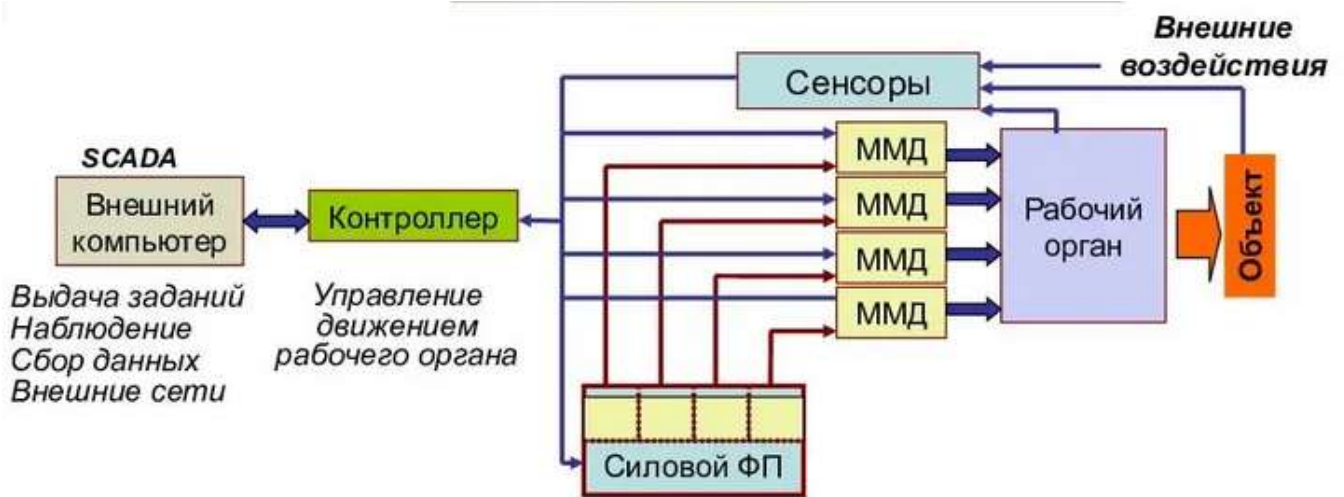 Внешние
воздействия
Сенсоры
SCADA
Внешний
компьютер
Контроллер
ММД
ММД
ММД
ММД
Рабочий
орган
Объект
Выдача заданий
Наблюдение
Сбор данных
Внешние сети
Управление
движением
рабочего органа
Силовой ФП